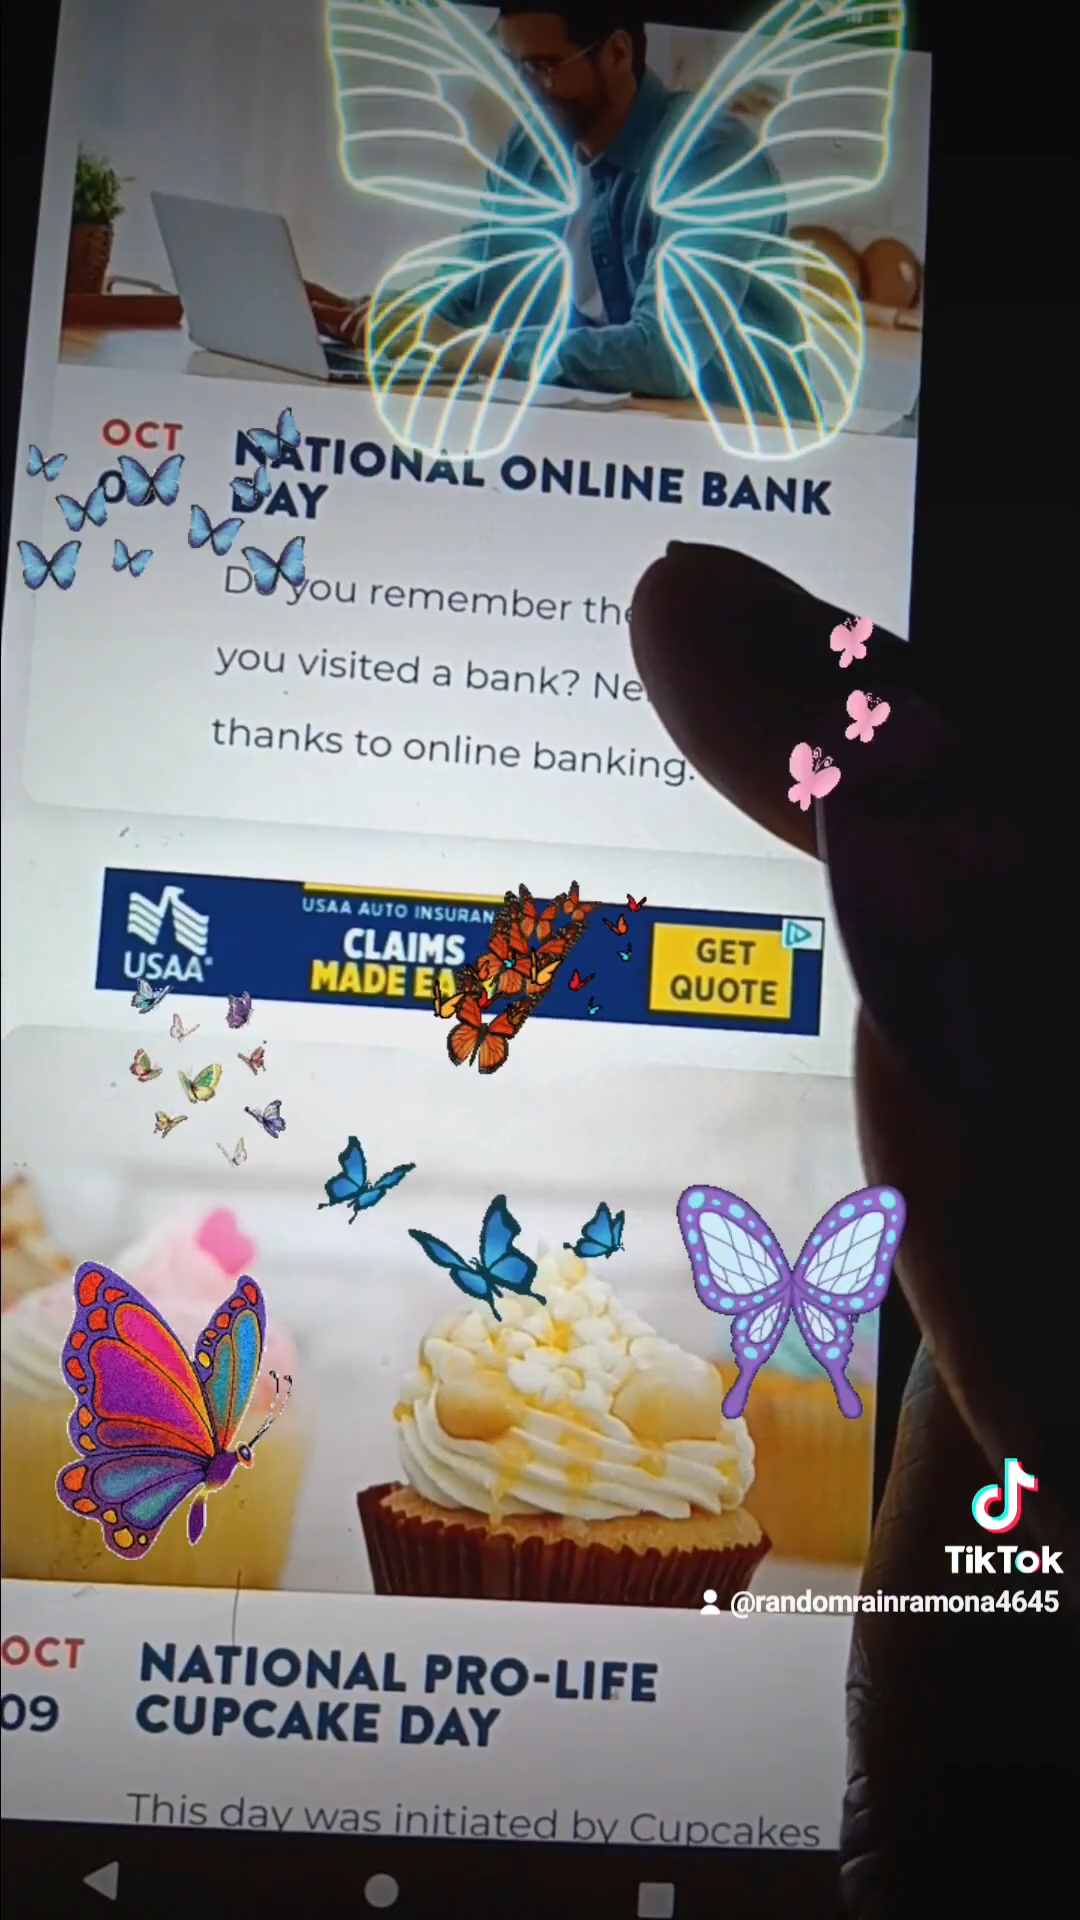 OCT
NATIONAL ONLINE BANK
DAY
Do you remember the
you visited a bank?
thanks to online banking.
USAA
USAA AUTO INSURAN
CLAIMS
MADE EA
GET
QUOTE
OCT
09
NATIONAL PRO-LIFE
CUPCAKE DAY
This day was initiated by Cupcakes
TikTok
@randomrainramona4645